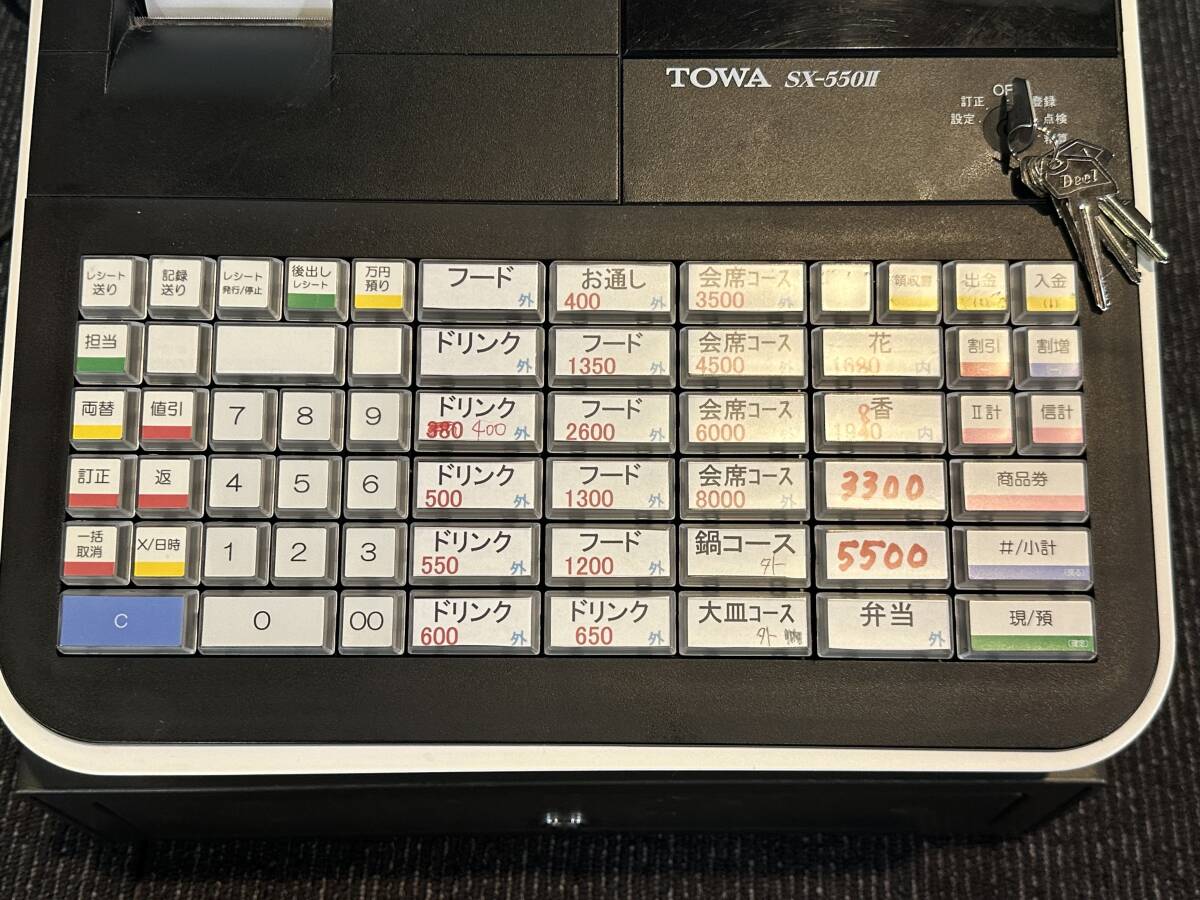 TOWA SX-550II
OFF
訂正 登録
設定 点検
Deel
レシート
送り
記録
送り
レシート
発行/停止
後出し
レシート
万円
預り
フード
外
お通し
400 外
会席コース
3500 外
領収書
出金
(↓)
入金
(↓)
担当
ドリンク
外
フード
1350 外
会席コース
4500 外
花
1680 内
割引
(-)
割増
両替
値引
7
8
9
ドリンク
400 外
フード
2600 外
会席コース
6000 外
香
内
II計
信計
訂正
返
4
5
6
ドリンク
500 外
フード
1300 外
会席コース
8000 外
3300
商品券
一括
取消
X/日時
1
2
3
ドリンク
550 外
フード
1200 外
鍋コース
外
5500
#/小計
(戻る)
C
0
00
ドリンク
600 外
ドリンク
650 外
大皿コース
外
弁当
外
現/預
(確定)